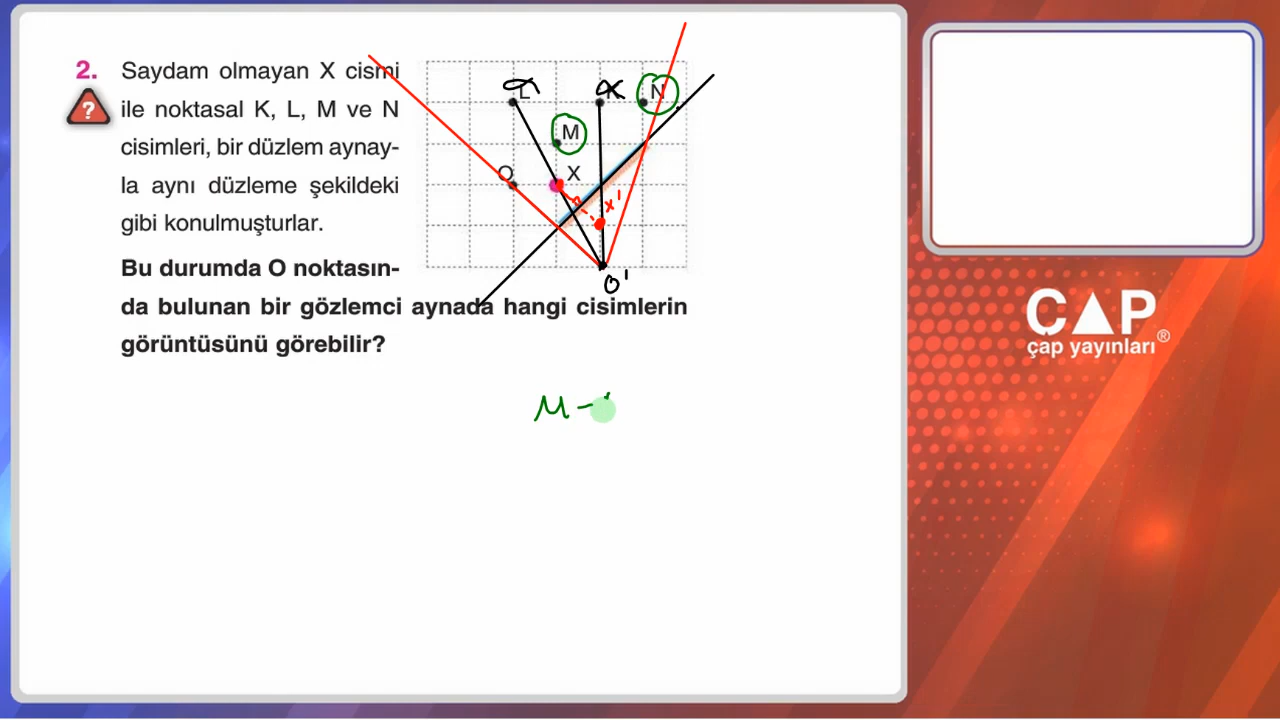 2. Saydam olmayan X cismi
ile noktasal K, L, M ve N
cisimleri, bir düzlem aynay-
la aynı düzleme şekildeki
gibi konulmuşturlar.
Bu durumda O noktasın-
da bulunan bir gözlemci aynada hangi cisimlerin
görüntüsünü görebilir?
?
L K N
M
O X
X'
O'
M -
ÇAP
çap yayınları®